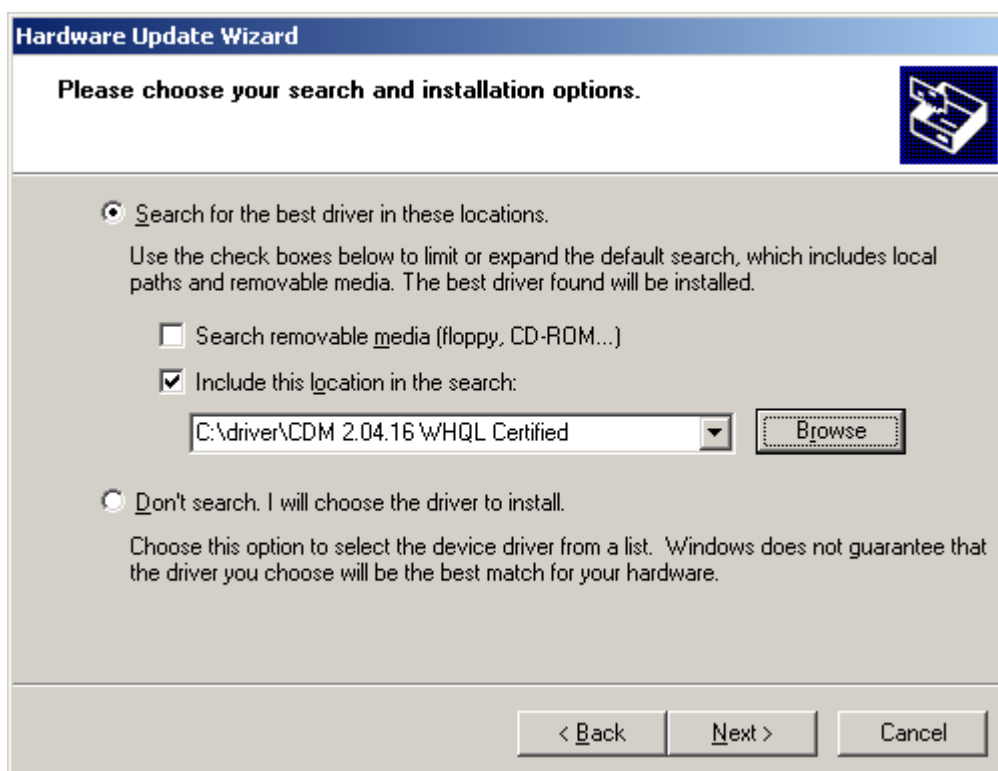 Hardware Update Wizard
Please choose your search and installation options.
Search for the best driver in these locations.
Use the check boxes below to limit or expand the default search, which includes local
paths and removable media. The best driver found will be installed.
Search removable media (floppy, CD-ROM...)
Include this location in the search:
C:\driver\CDM 2.04.16 WHQL Certified
Browse
Don't search. I will choose the driver to install.
Choose this option to select the device driver from a list. Windows does not guarantee that
the driver you choose will be the best match for your hardware.
< Back
Next >
Cancel